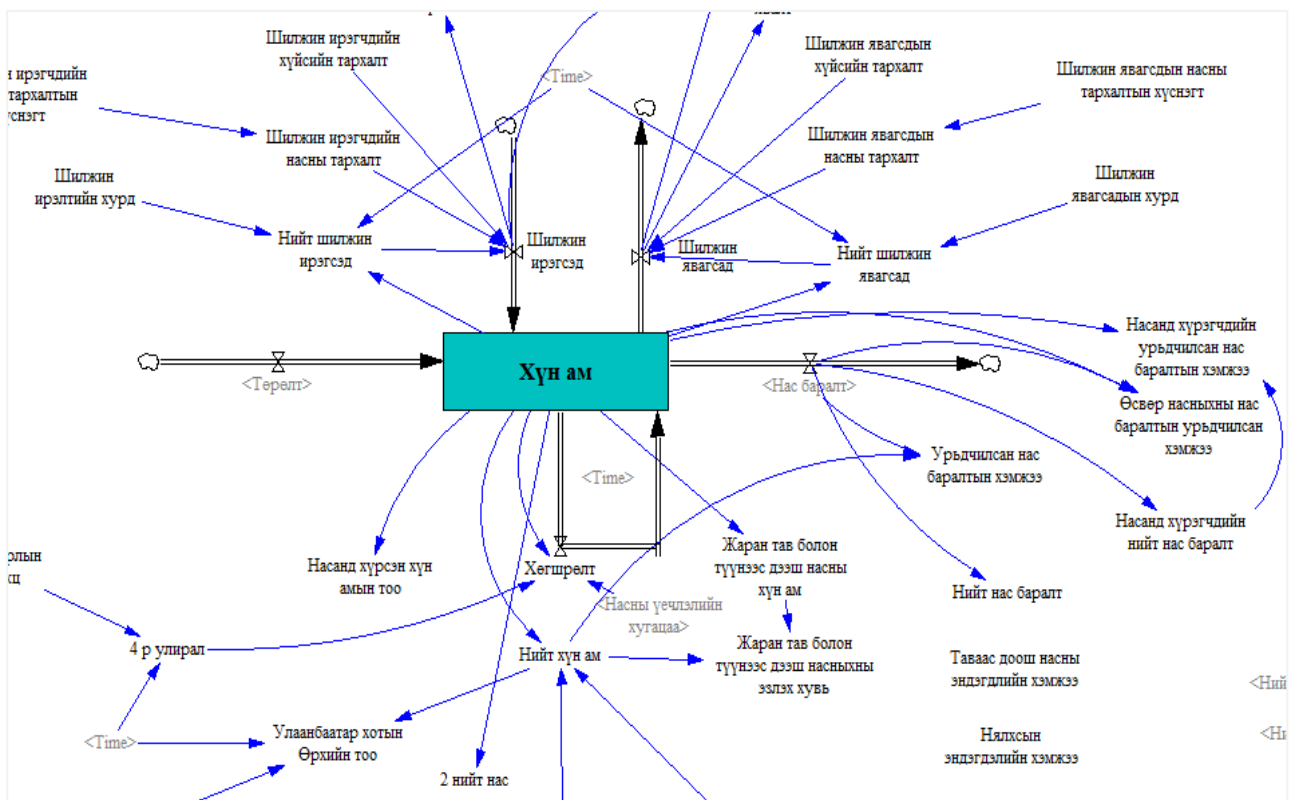 Шилжин ирэгчдийн
хүйсийн тархалт
Шилжин явагсдын
хүйсийн тархалт
<Time>
ирэгчдийн
тархалтын
Шилжин явагсдын насны
тархалтын хүснэгт
Шилжин ирэгчдийн
насны тархалт
Шилжин явагсдын
насны тархалт
Шилжин
ирэлтийн хурд
Шилжин
явагсадын хурд
Нийт шилжин
ирэгсэд
Шилжин
ирэгсэд
Шилжин
явагсад
Нийт шилжин
явагсад
Хүн ам
<Төрөлт>
<Нас баралт>
Насанд хүрэгчдийн
урьдчилсан нас
баралтын хэмжээ
Өсвөр насныхны нас
баралтын урьдчилсан
хэмжээ
Урьдчилсан нас
баралтын хэмжээ
<Time>
Насанд хүрэгчдийн
нийт нас баралт
Насанд хүрсэн хүн
амын тоо
Хөгшрөлт
Жаран тав болон
түүнээс дээш насны
хүн ам
Нийт нас баралт
<Насны үечлэлийн
хугацаа>
4 р улирал
Нийт хүн ам
Жаран тав болон
түүнээс дээш насныхны
эзлэх хувь
Таваас доош насны
эндэгдлийн хэмжээ
<Time>
Улаанбаатар хотын
Өрхийн тоо
2 нийт нас
Нялхсын
эндэгдэлийн хэмжээ